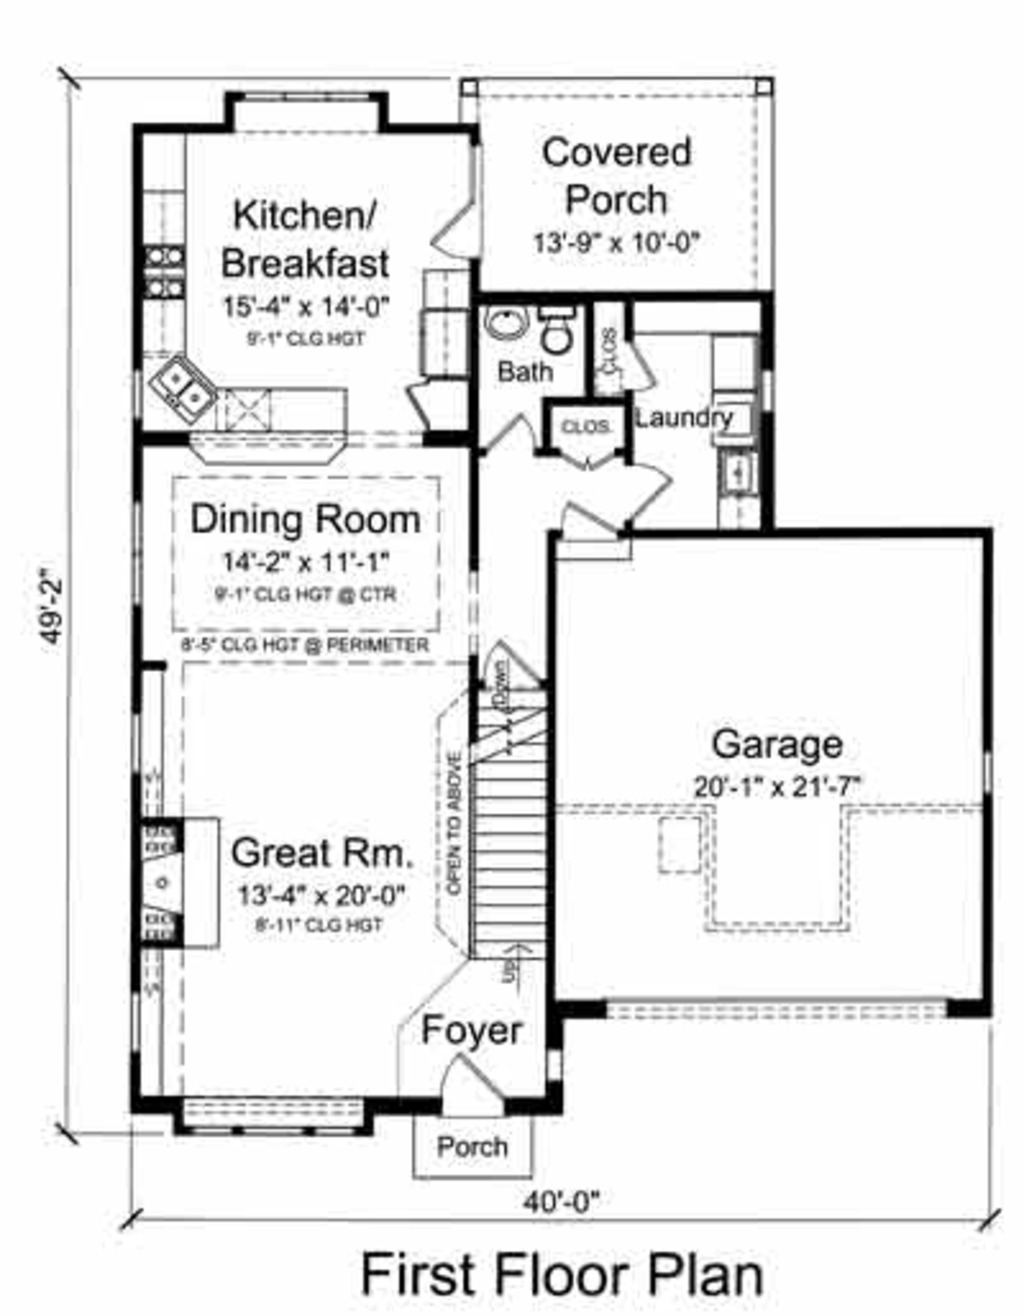 Covered
Porch
13'-9" x 10'-0"
Kitchen/
Breakfast
15'-4" x 14'-0"
9'-1" CLG HGT
Bath
CLOS
CLOS.
Laundry
Dining Room
14'-2" x 11'-1"
9'-1" CLG HGT @ CTR
8'-5" CLG HGT @ PERIMETER
49'-2"
Down
Garage
20'-1" x 21'-7"
OPEN TO ABOVE
Great Rm.
13'-4" x 20'-0"
8'-11" CLG HGT
Up
Foyer
Porch
40'-0"
First Floor Plan